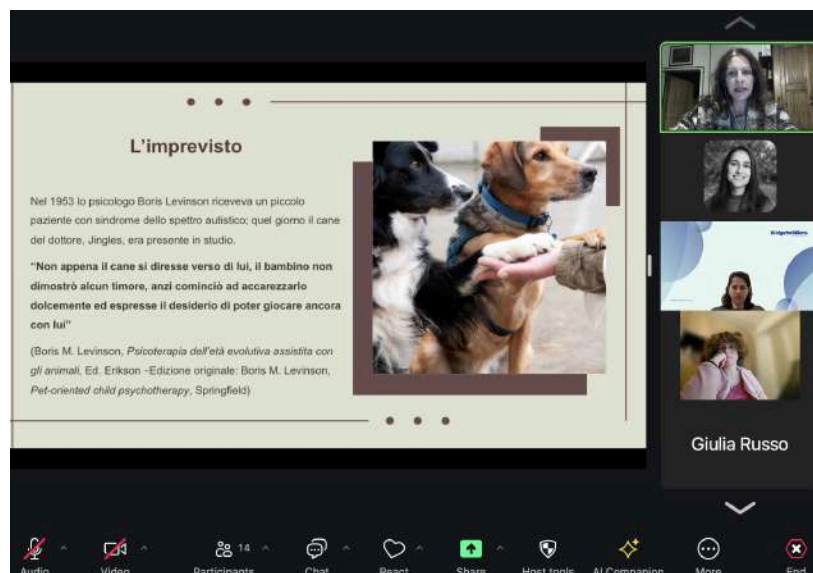 L'imprevisto
Nel 1953 lo psicologo Boris Levinson riceveva un piccolo
paziente con sindrome dello spettro autistico; quel giorno il cane
del dottore, Jingles, era presente in studio.
"Non appena il cane si diresse verso di lui, il bambino non
dimostrò alcun timore, anzi cominciò ad accarezzarlo
dolcemente ed espresse il desiderio di poter giocare ancora
con lui"
(Boris M. Levinson, Psicoterapia dell'età evolutiva assistita con
gli animali, Ed. Erikson –Edizione originale: Boris M. Levinson,
Pet-oriented child psychotherapy, Springfield)
Giulia Russo
14
Audio
Video
Participants
Chat
React
Share
Host tools
AI Companion
More
End